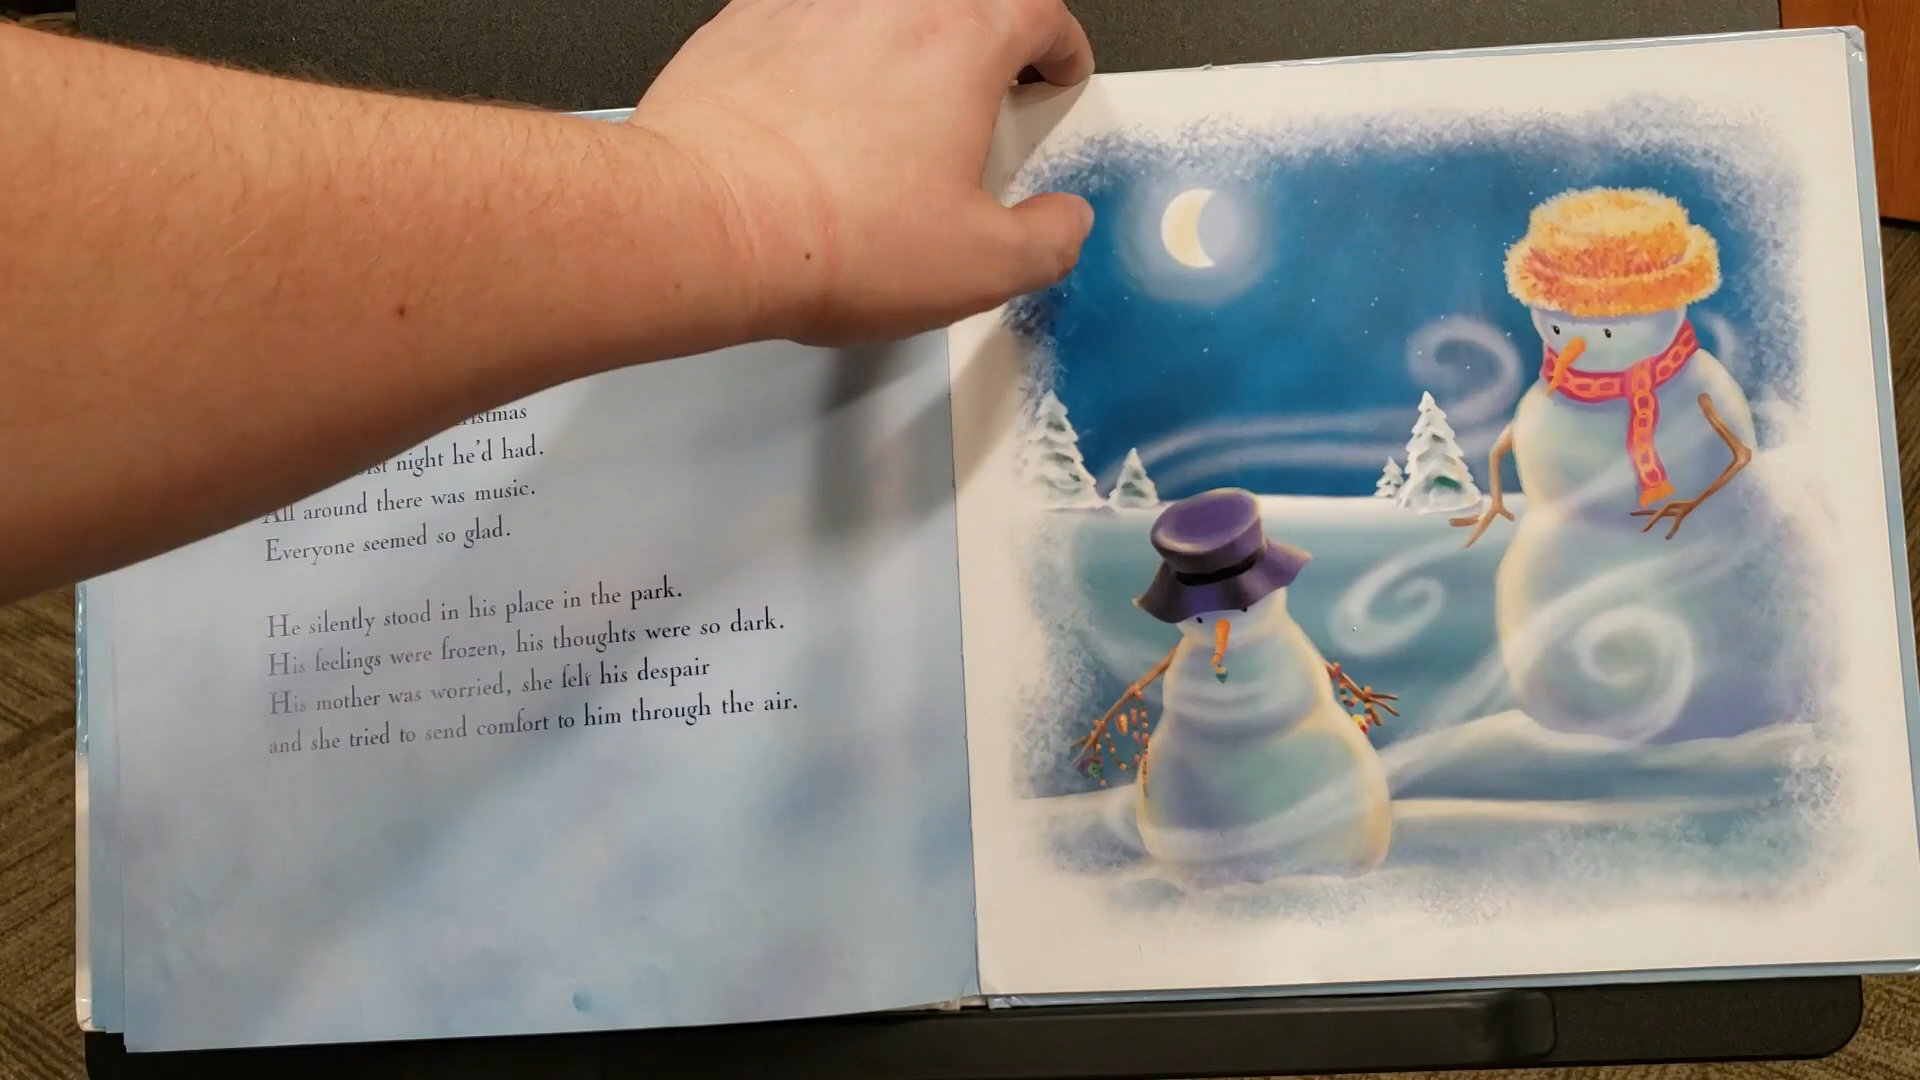 night he'd had.
All around there was music.
Everyone seemed so glad.
He silently stood in his place in the park.
His feelings were frozen, his thoughts were so dark.
His mother was worried, she felt his despair
and she tried to send comfort to him through the air.